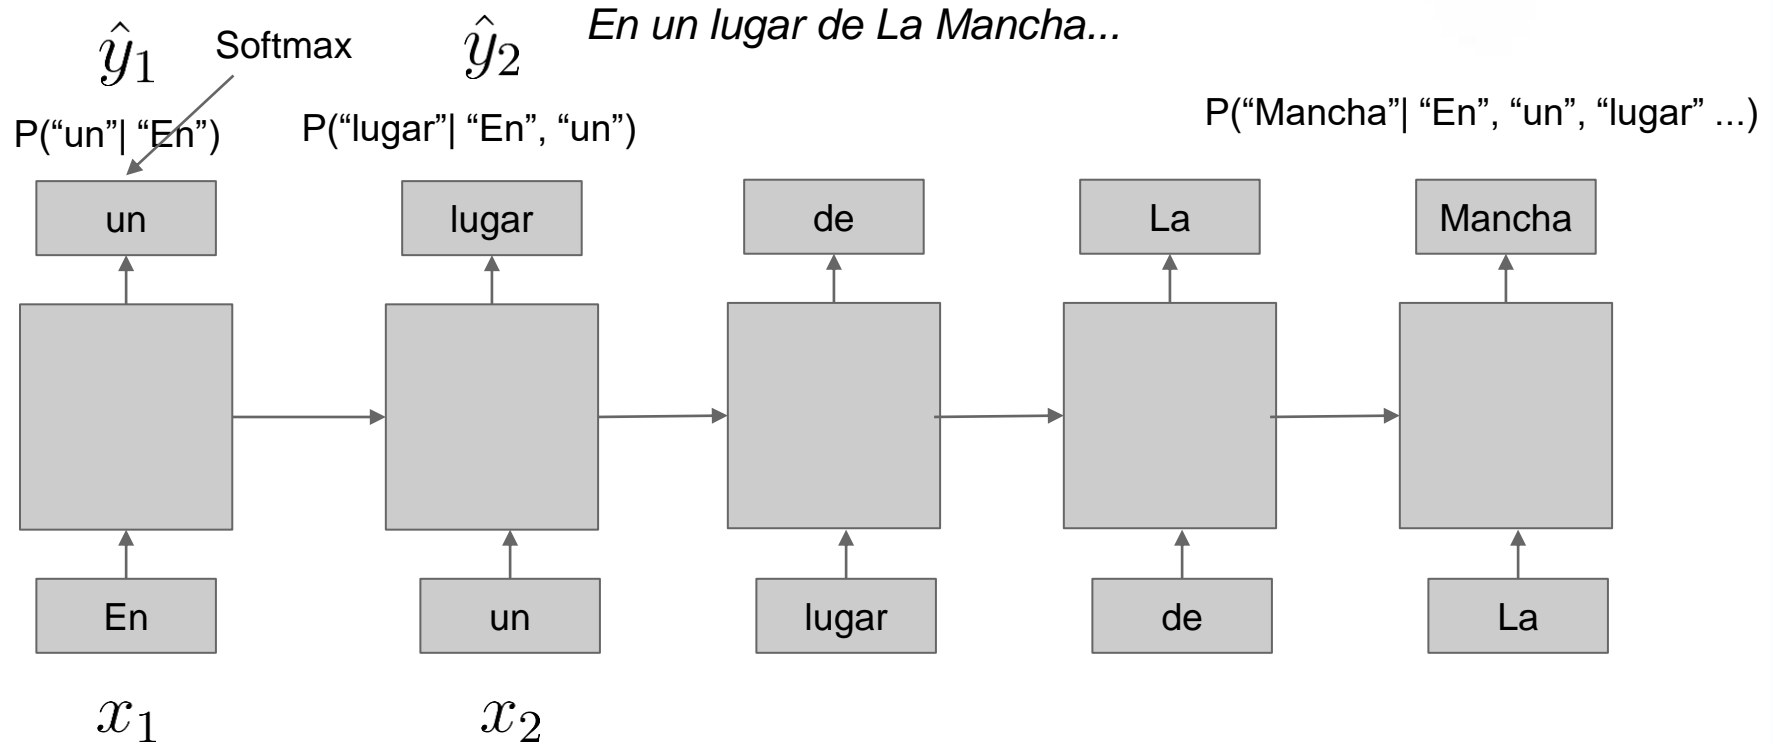 En un lugar de La Mancha...
ŷ1
Softmax
ŷ2
P(“un”| “En”)
P(“lugar”| “En”, “un”)
P(“Mancha”| “En”, “un”, “lugar” ...)
un
lugar
de
La
Mancha
En
un
lugar
de
La
x1
x2